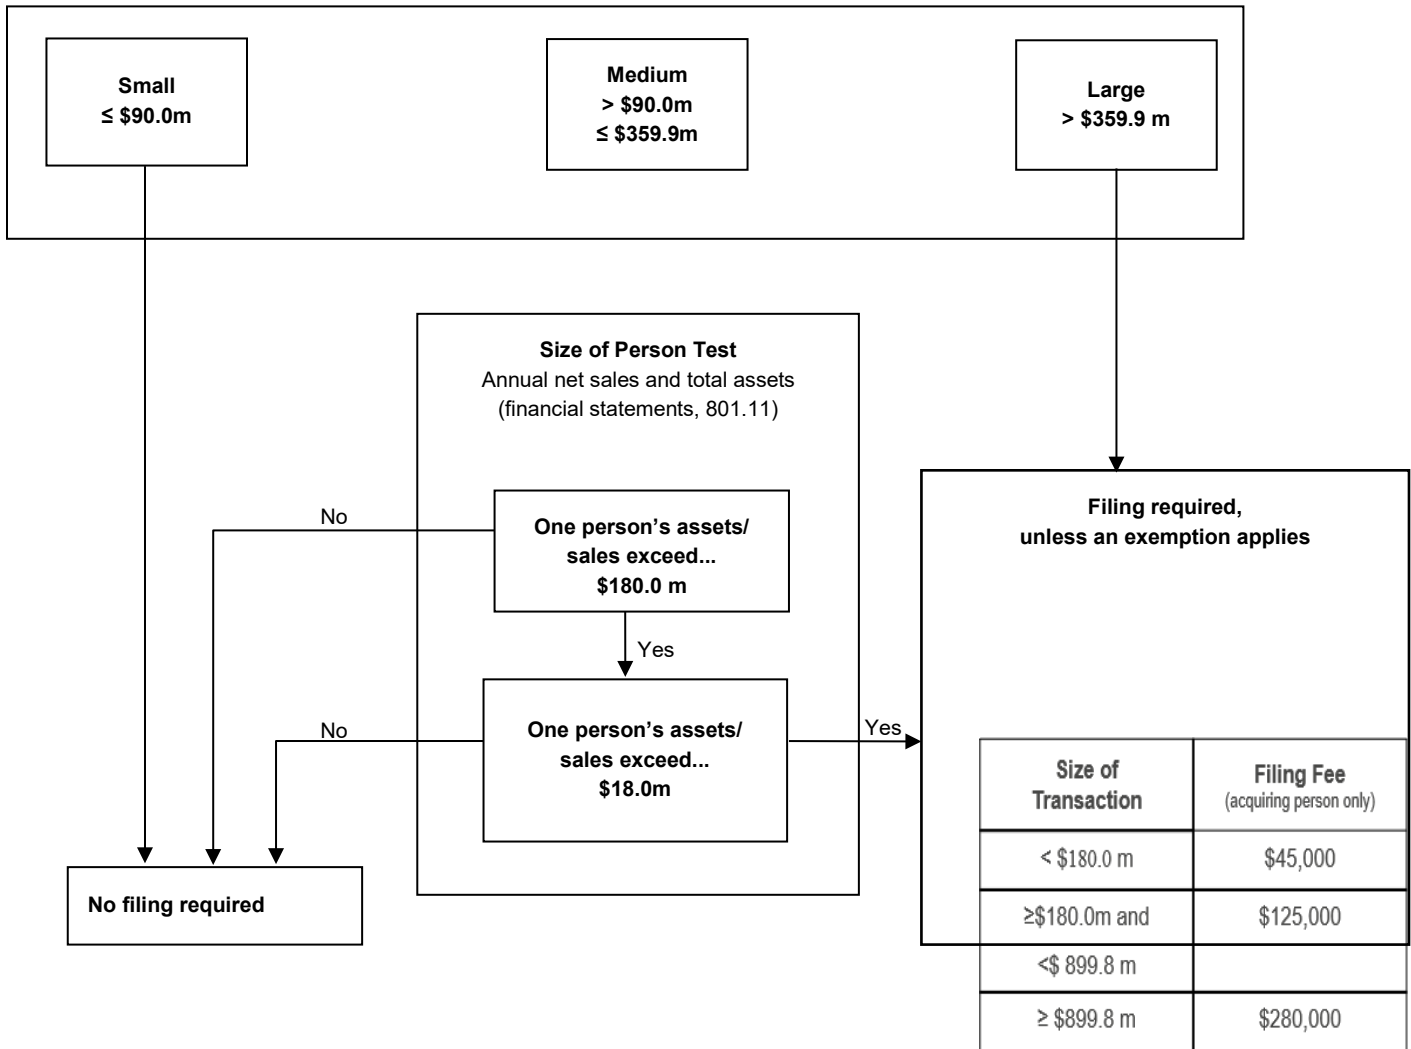 Small
≤ $90.0m
Medium
> $90.0m
≤ $359.9m
Large
> $359.9 m
Size of Person Test
Annual net sales and total assets
(financial statements, 801.11)
No
One person’s assets/
sales exceed...
$180.0 m
Yes
No
One person’s assets/
sales exceed...
$18.0m
Yes
No filing required
Filing required,
unless an exemption applies
Size of
Transaction
Filing Fee
(acquiring person only)
< $180.0 m
$45,000
≥$180.0m and
$125,000
<$ 899.8 m
≥ $899.8 m
$280,000